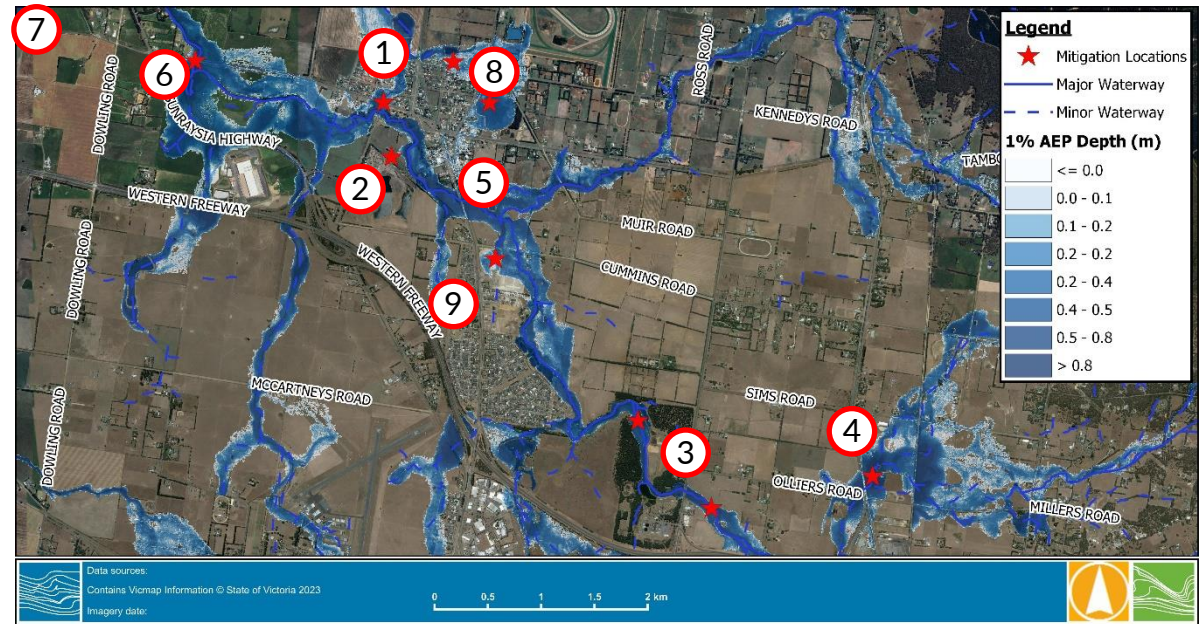 7
1
8
6
DOWLING ROAD
SUNRAYSIA HIGHWAY
ROSS ROAD
KENNEDYS ROAD
2
5
WESTERN FREEWAY
MUIR ROAD
DOWLING ROAD
WESTERN FREEWAY
CUMMINS ROAD
9
MCCARTNEYS ROAD
SIMS ROAD
DOWLING ROAD
3
4
OLLIERS ROAD
MILLERS ROAD
Legend
Mitigation Locations
Major Waterway
Minor Waterway
1% AEP Depth (m)
<= 0.0
0.0 - 0.1
0.1 - 0.2
0.2 - 0.2
0.2 - 0.4
0.4 - 0.5
0.5 - 0.8
> 0.8
Data sources:
Contains Vicmap Information © State of Victoria 2023
Imagery date:
0 0.5 1 1.5 2 km